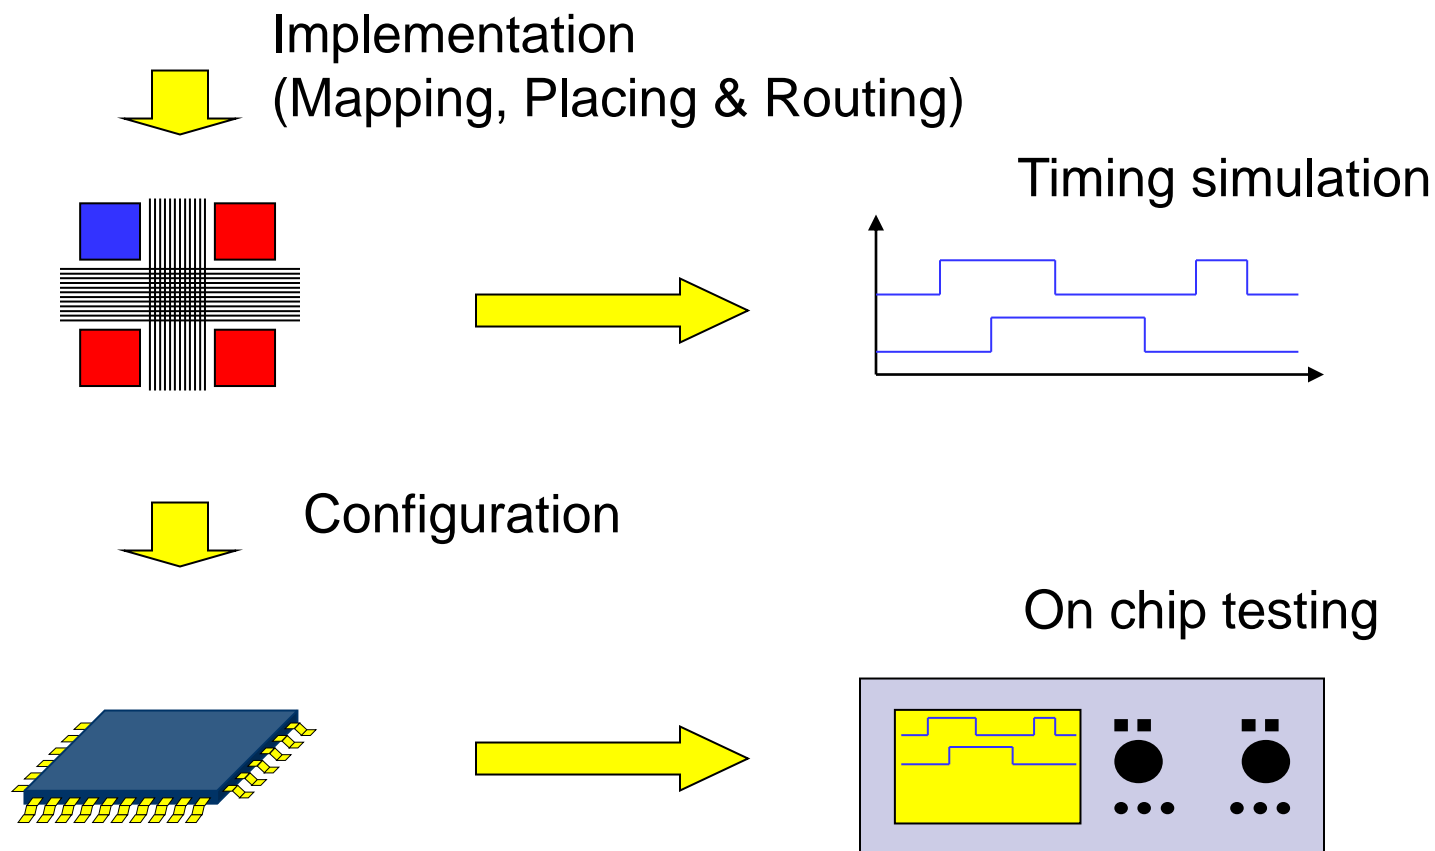 Implementation
(Mapping, Placing & Routing)
Timing simulation
Configuration
On chip testing